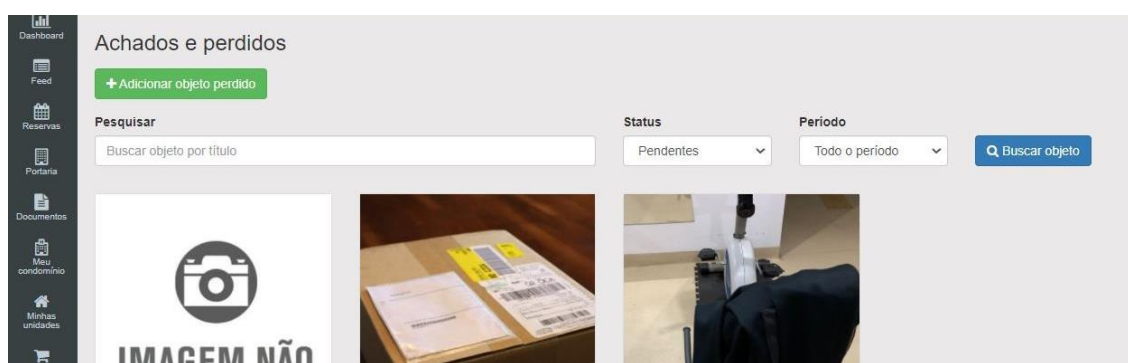 Dashboard
Feed
Reservas
Portaria
Documentos
Meu
condomínio
Minhas
unidades
Achados e perdidos
+ Adicionar objeto perdido
Pesquisar
Buscar objeto por título
Status
Pendentes
Período
Todo o período
Buscar objeto
IMAGEM NÃO